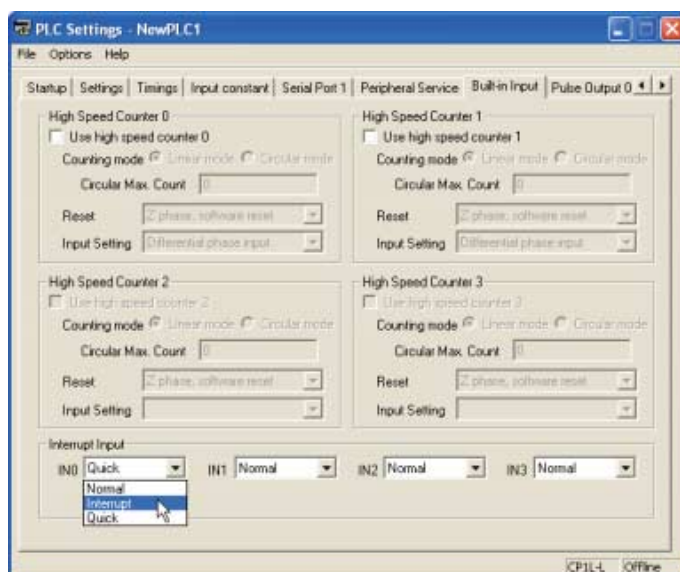 PLC Settings - NewPLC1
File Options Help
Startup Settings Timings Input constant Serial Port 1 Peripheral Service Built-in Input Pulse Output 0
High Speed Counter 0
Use high speed counter 0
Counting mode Linear mode Circular mode
Circular Max. Count 0
Reset Z phase, software reset
Input Setting Differential phase input
High Speed Counter 1
Use high speed counter 1
Counting mode Linear mode Circular mode
Circular Max. Count 0
Reset Z phase, software reset
Input Setting Differential phase input
High Speed Counter 2
Use high speed counter 2
Counting mode Linear mode Circular mode
Circular Max. Count 0
Reset Z phase, software reset
Input Setting
High Speed Counter 3
Use high speed counter 3
Counting mode Linear mode Circular mode
Circular Max. Count 0
Reset Z phase, software reset
Input Setting
Interrupt Input
IN0 Quick IN1 Normal IN2 Normal IN3 Normal
Normal
Interrupt
Quick
CP1L-L Offline